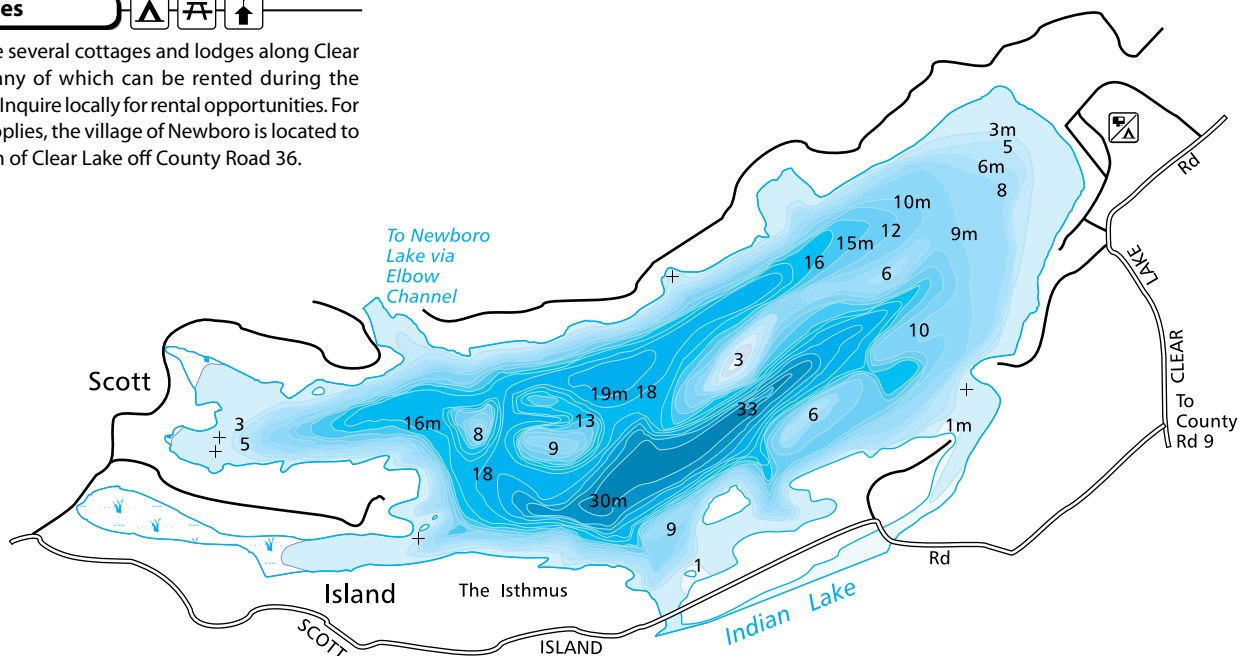 es
e several cottages and lodges along Clear
any of which can be rented during the
Inquire locally for rental opportunities. For
pplies, the village of Newboro is located to
n of Clear Lake off County Road 36.
3m
5
6m
8
Rd
10m
12
15m
9m
16
6
To Newboro
Lake via
Elbow
Channel
LAKE
10
3
CLEAR
Scott
19m 18
33
6
To
County
Rd 9
16m
13
3
5
8
9
1m
18
30m
9
1
Rd
Island
The Isthmus
Indian Lake
SCOTT
ISLAND